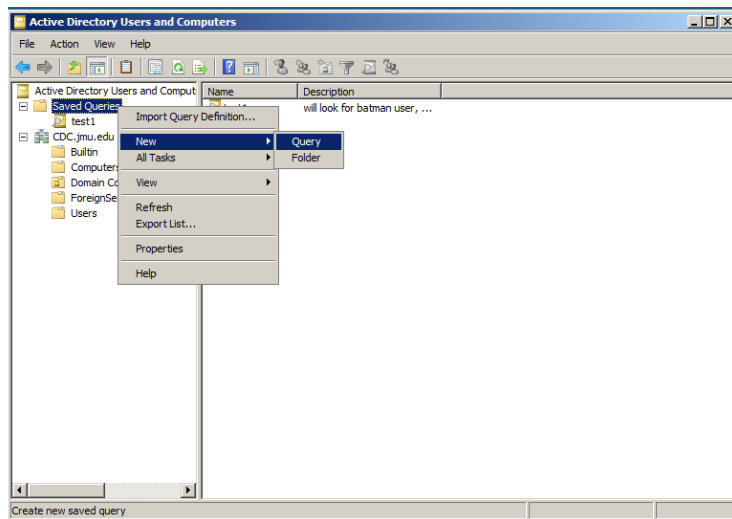 Active Directory Users and Computers
File Action View Help
Active Directory Users and Comput
Name Description
Saved Queries
will look for batman user, ...
test1
Import Query Definition...
CDC.jmu.edu
New
Query
Builtin
All Tasks
Folder
Computers
Domain Co
View
ForeignSe
Users
Refresh
Export List...
Properties
Help
Create new saved query